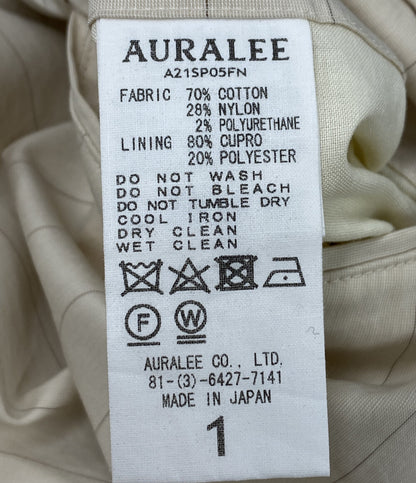 AURALEE
A21SP05FN
FABRIC 70% COTTON
28% NYLON
2% POLYURETHANE
LINING 80% CUPRO
20% POLYESTER
DO NOT WASH
DO NOT BLEACH
DO NOT TUMBLE DRY
COOL IRON
DRY CLEAN
WET CLEAN
F W
AURALEE CO., LTD.
81-(3)-6427-7141
MADE IN JAPAN
1